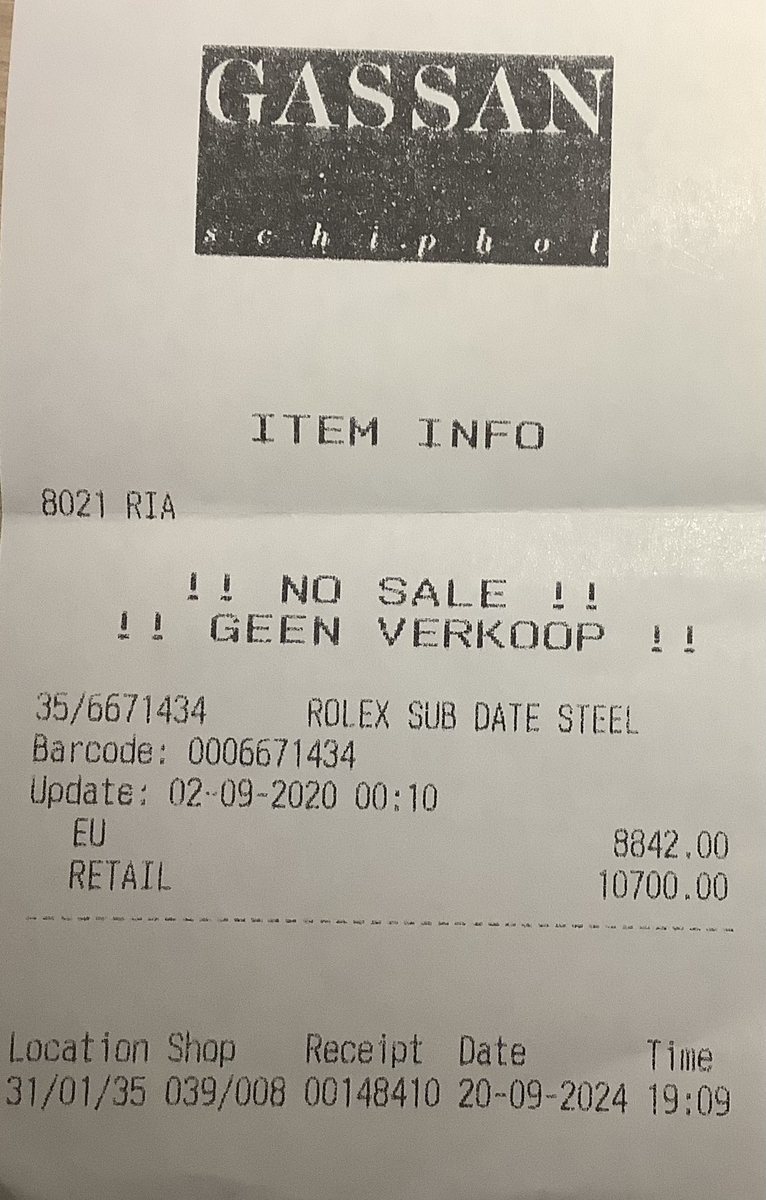 GASSAN
schiphol
ITEM INFO
8021 RIA
!! NO SALE !!
!! GEEN VERKOOP !!
35/6671434 ROLEX SUB DATE STEEL
Barcode: 0006671434
Update: 02-09-2020 00:10
EU 8842.00
RETAIL 10700.00
Location Shop Receipt Date Time
31/01/35 039/008 00148410 20-09-2024 19:09